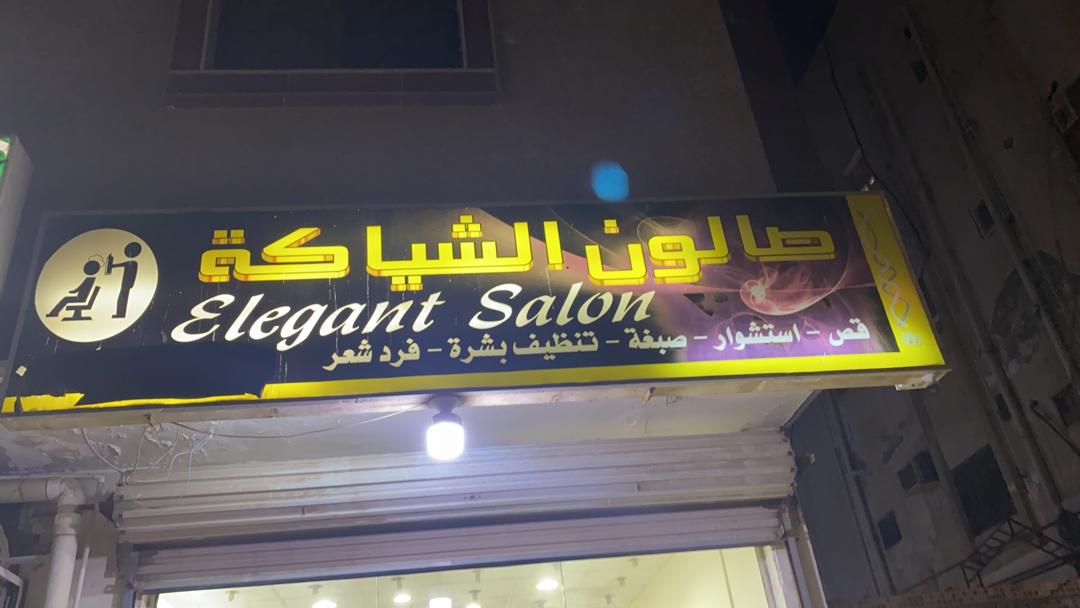 صالون الشياكة
Elegant Salon
قص - استشوار - صبغة - تنظيف بشرة - فرد شعر